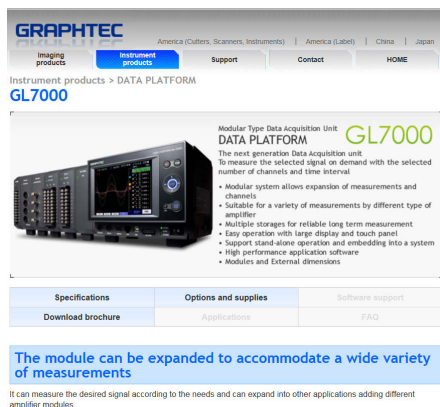 GRAPHTEC
America (Cutters, Scanners, Instruments) | America (Label) | China | Japan
Imaging products
Instrument products
Support
Contact
HOME
Instrument products > DATA PLATFORM
GL7000
Modular Type Data Acquisition Unit
DATA PLATFORM
GL7000
The next generation Data Acquisition unit
To measure the selected signal on demand with the selected
number of channels and time interval
• Modular system allows expansion of measurements and
channels
• Suitable for a variety of measurements by different type of
amplifier
• Multiple storages for reliable long term measurement
• Easy operation with large display and touch panel
• Support stand-alone operation and embedding into a system
• High performance application software
• Modules and External dimensions
Specifications
Options and supplies
Software support
Download brochure
Applications
FAQ
The module can be expanded to accommodate a wide variety
of measurements
It can measure the desired signal according to the needs and can expand into other applications adding different
amplifier modules